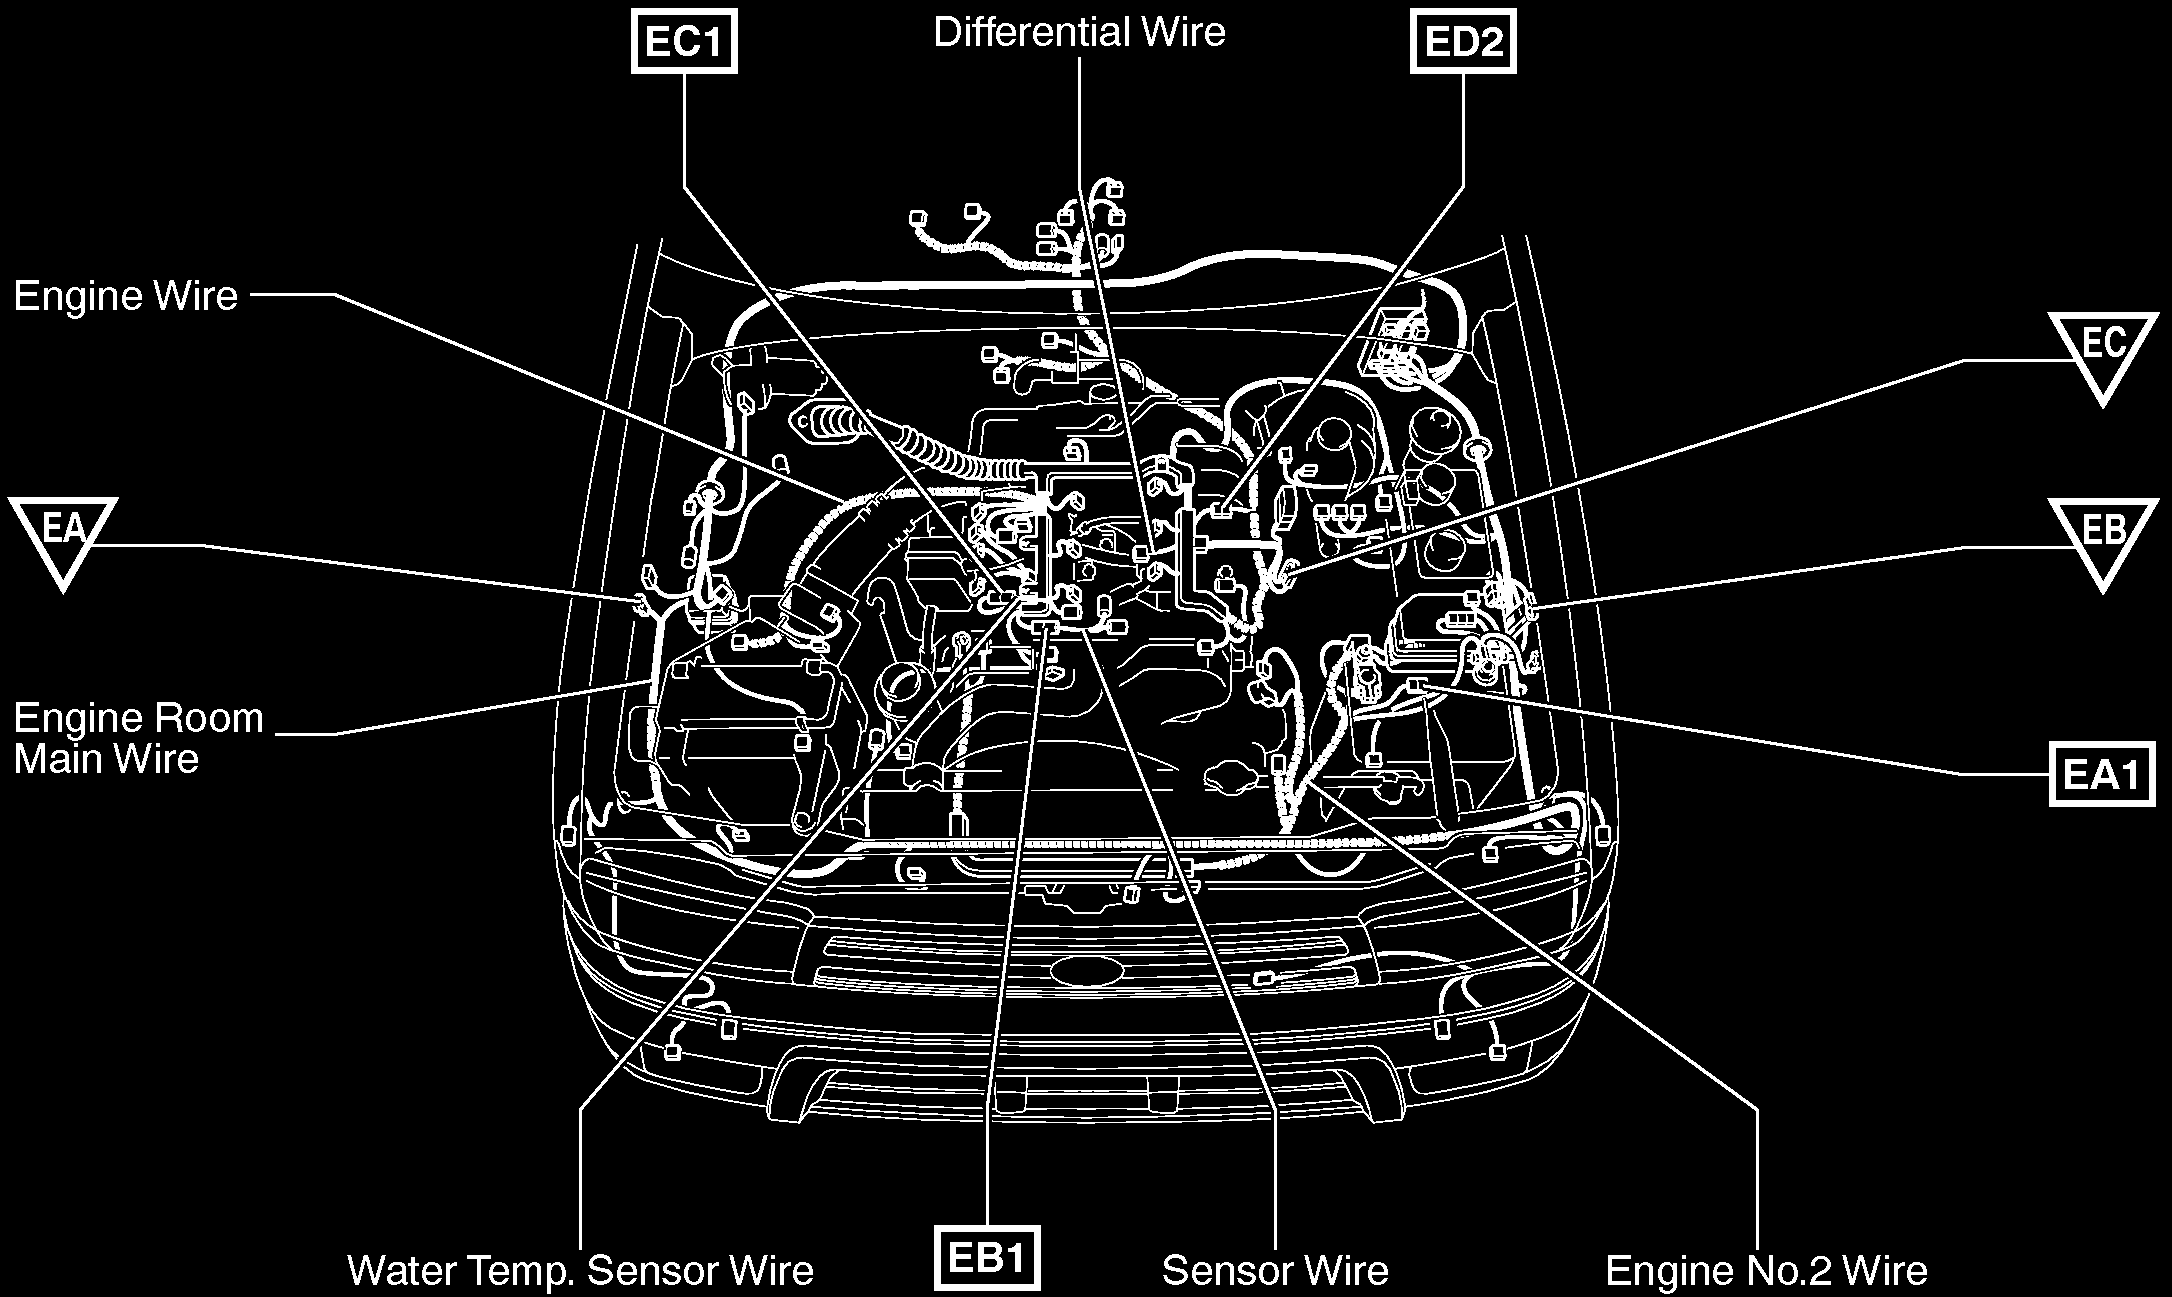 EC1
Differential Wire
ED2
Engine Wire
EC
EA
EB
Engine Room
Main Wire
EA1
Water Temp. Sensor Wire
EB1
Sensor Wire
Engine No.2 Wire